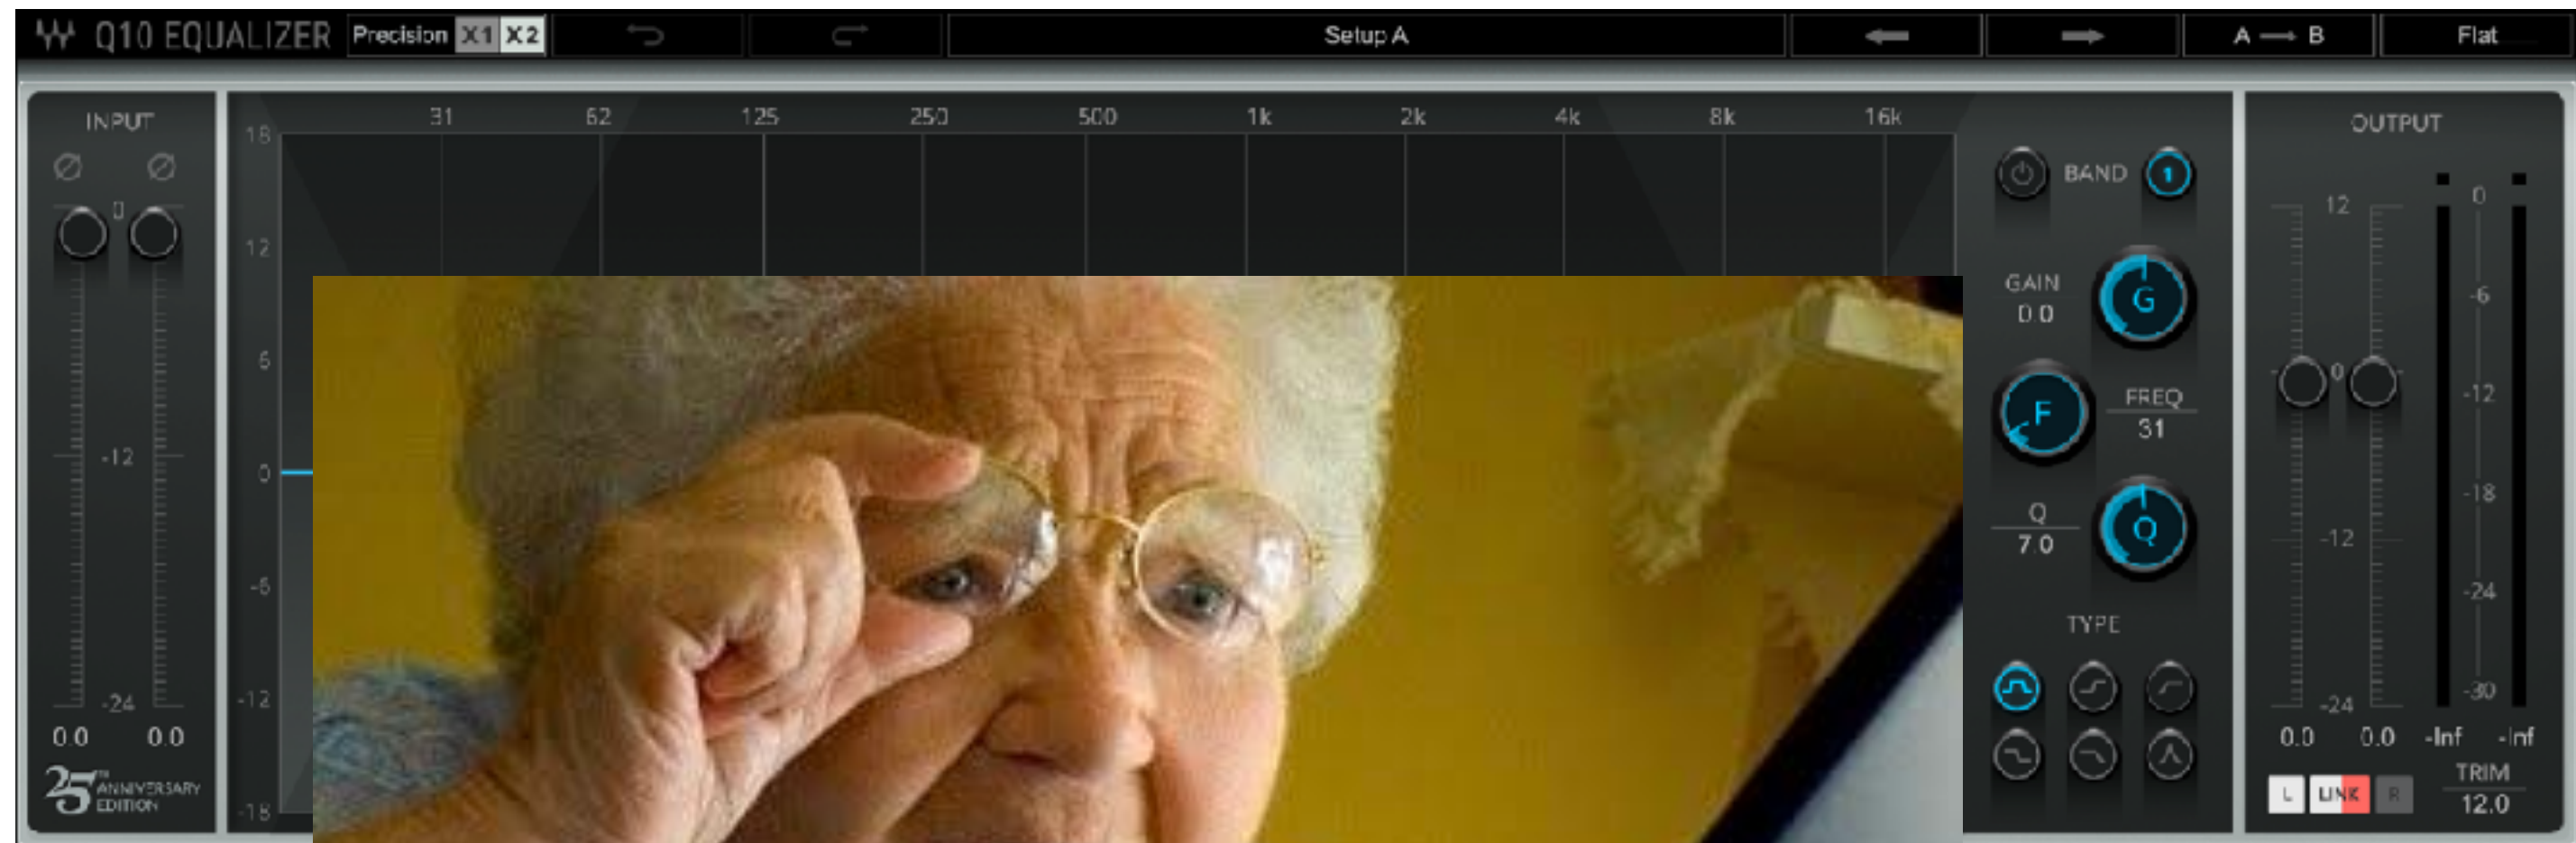 Q10 EQUALIZER Precision X1 X2 Setup A A B Flat
INPUT
0
-12
-24
0.0 0.0
25TH ANNIVERSARY EDITION
31 62 125 250 500 1k 2k 4k 8k 16k
18
12
6
0
-6
-12
-18
BAND 1
GAIN
0.0
G
F
FREQ
31
Q
7.0
Q
TYPE
OUTPUT
12
0
-12
-24
0
-6
-12
-18
-24
-30
0.0 0.0 -Inf -Inf
L LINK R
TRIM
12.0